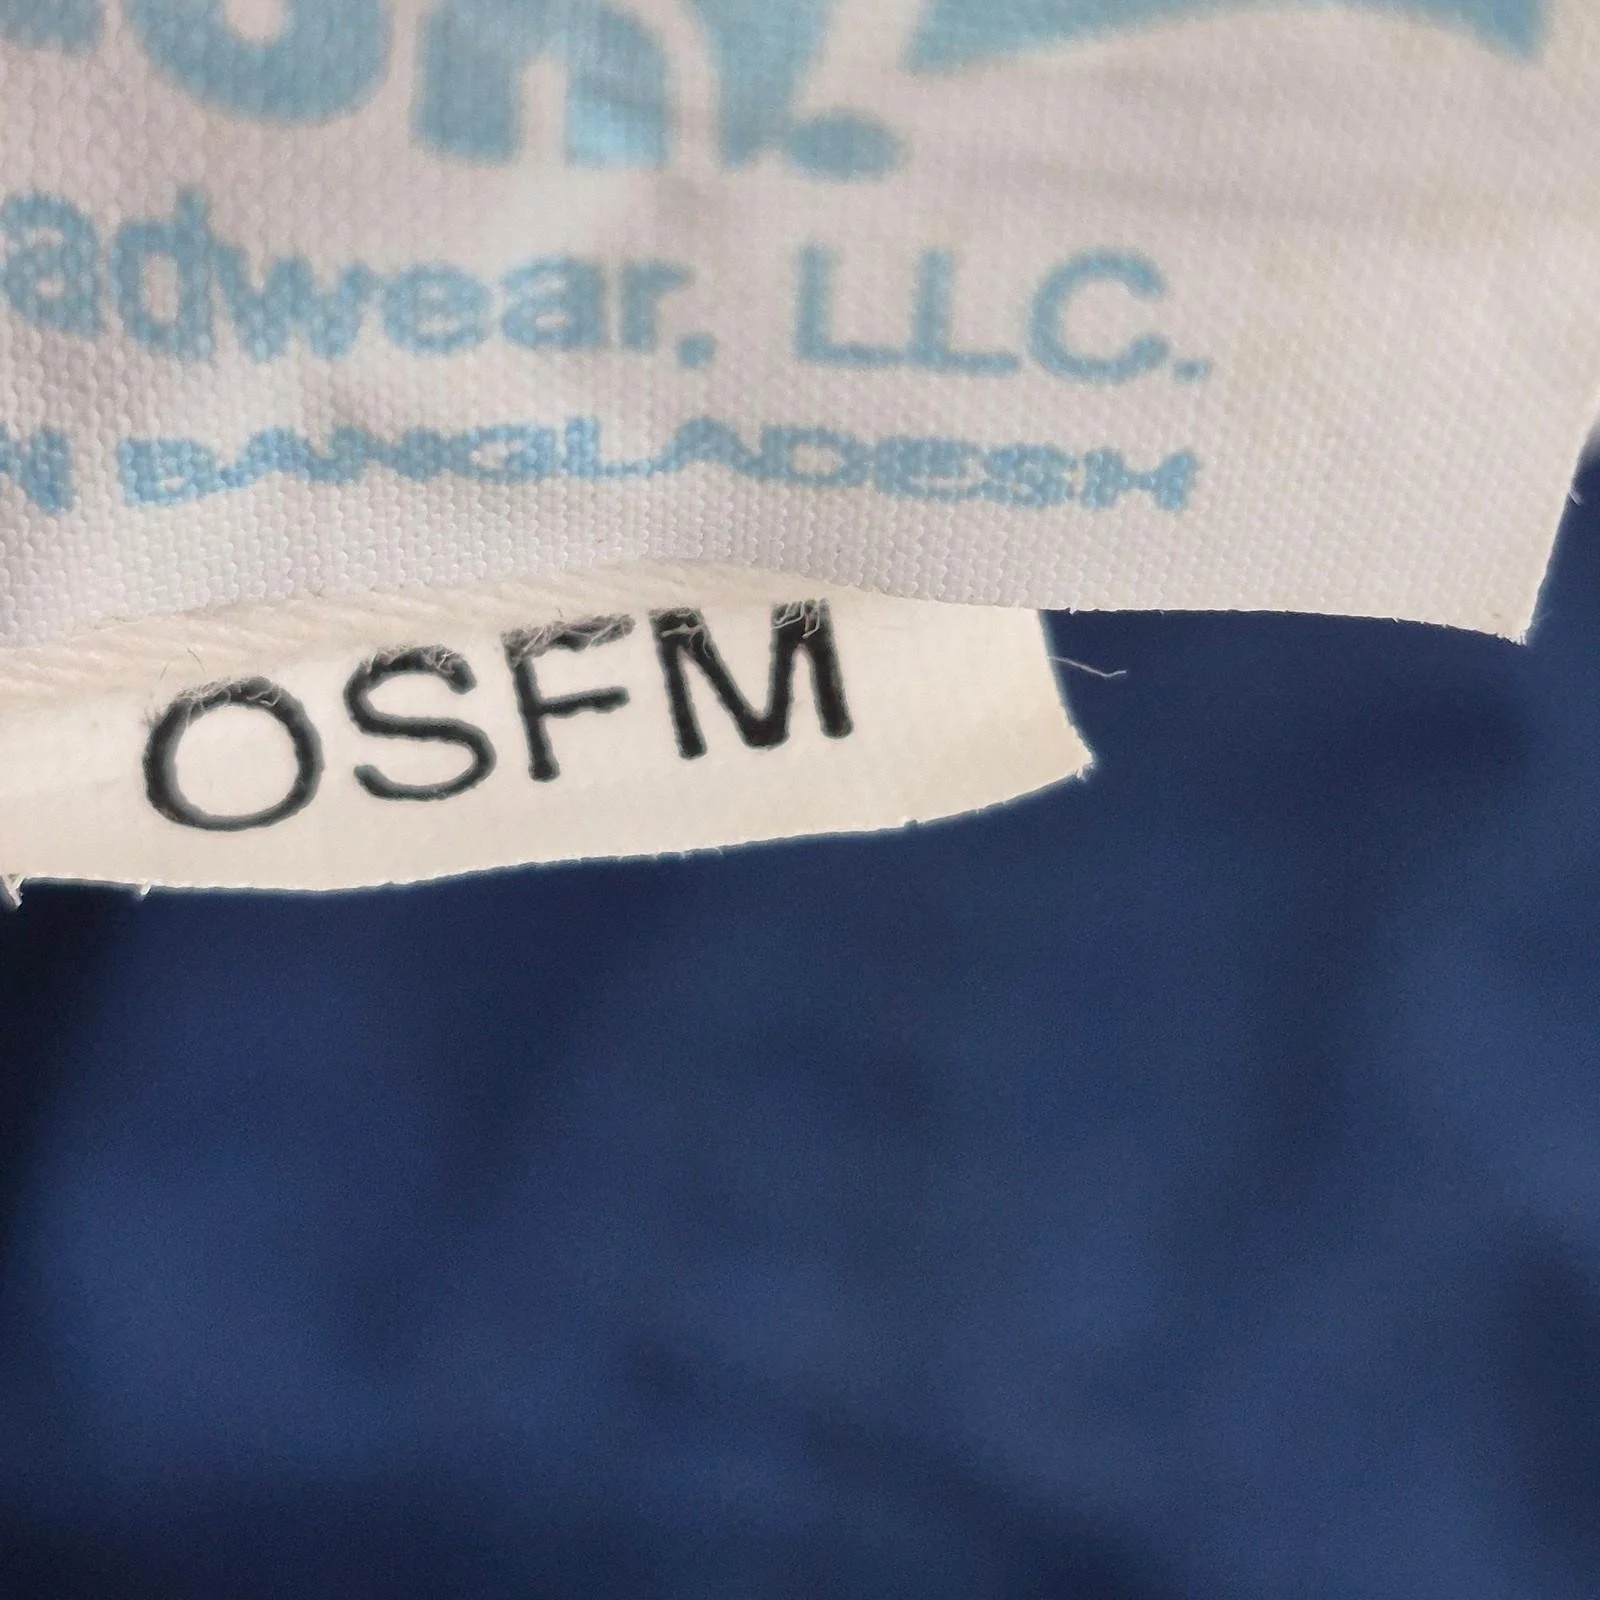 adwear, LLC.
N BANGLADESH
OSFM